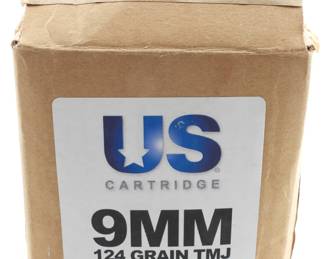 US
CARTRIDGE
9MM
124 GRAIN TMJ